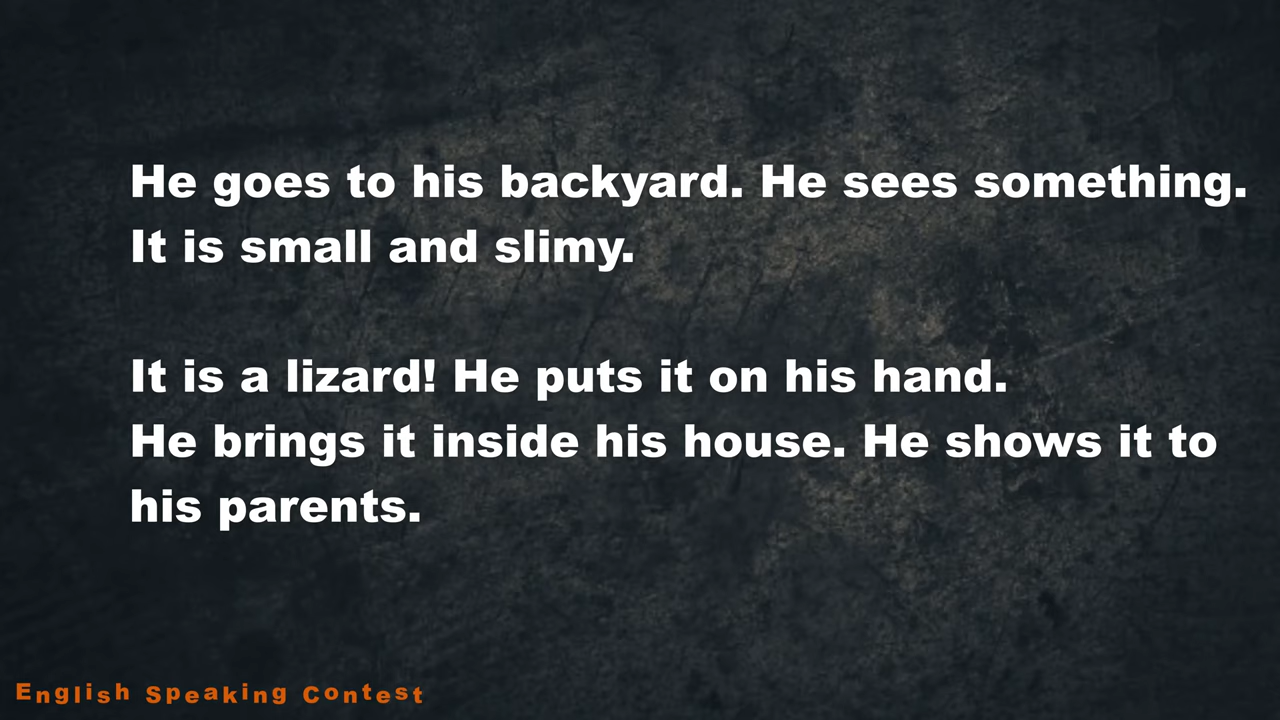 He goes to his backyard. He sees something.
It is small and slimy.
It is a lizard! He puts it on his hand.
He brings it inside his house. He shows it to
his parents.
English Speaking Contest